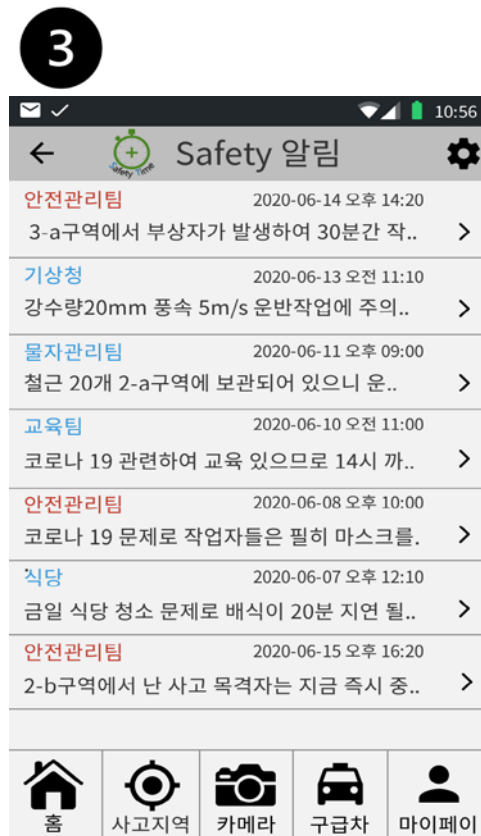 3
10:56
Safety Time
Safety 알림
안전관리팀 2020-06-14 오후 14:20
3-a구역에서 부상자가 발생하여 30분간 작..
기상청 2020-06-13 오전 11:10
강수량20mm 풍속 5m/s 운반작업에 주의..
물자관리팀 2020-06-11 오후 09:00
철근 20개 2-a구역에 보관되어 있으니 운..
교육팀 2020-06-10 오전 11:00
코로나 19 관련하여 교육 있으므로 14시 까..
안전관리팀 2020-06-08 오후 10:00
코로나 19 문제로 작업자들은 필히 마스크를.
식당 2020-06-07 오후 12:10
금일 식당 청소 문제로 배식이 20분 지연 될..
안전관리팀 2020-06-15 오후 16:20
2-b구역에서 난 사고 목격자는 지금 즉시 중..
홈 사고지역 카메라 구급차 마이페이